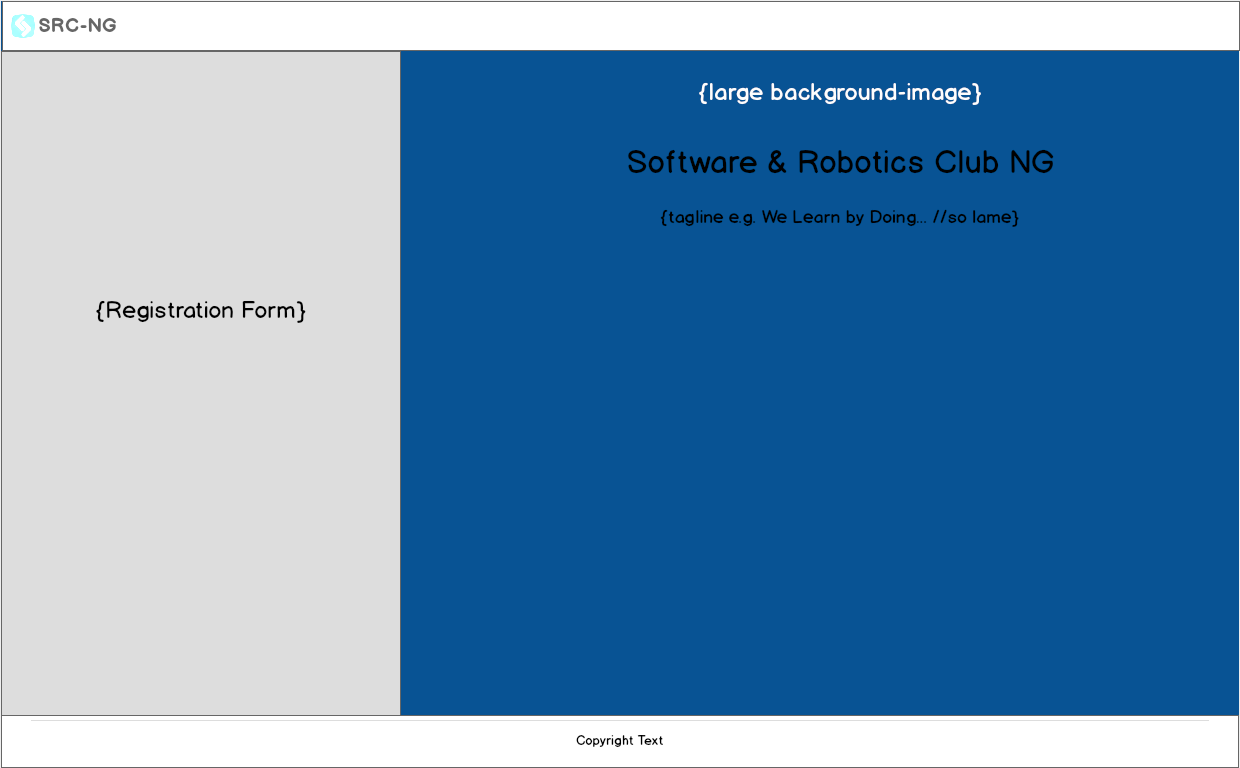 SRC-NG
{large background-image}
Software & Robotics Club NG
{tagline e.g. We Learn by Doing... //so lame}
{Registration Form}
Copyright Text